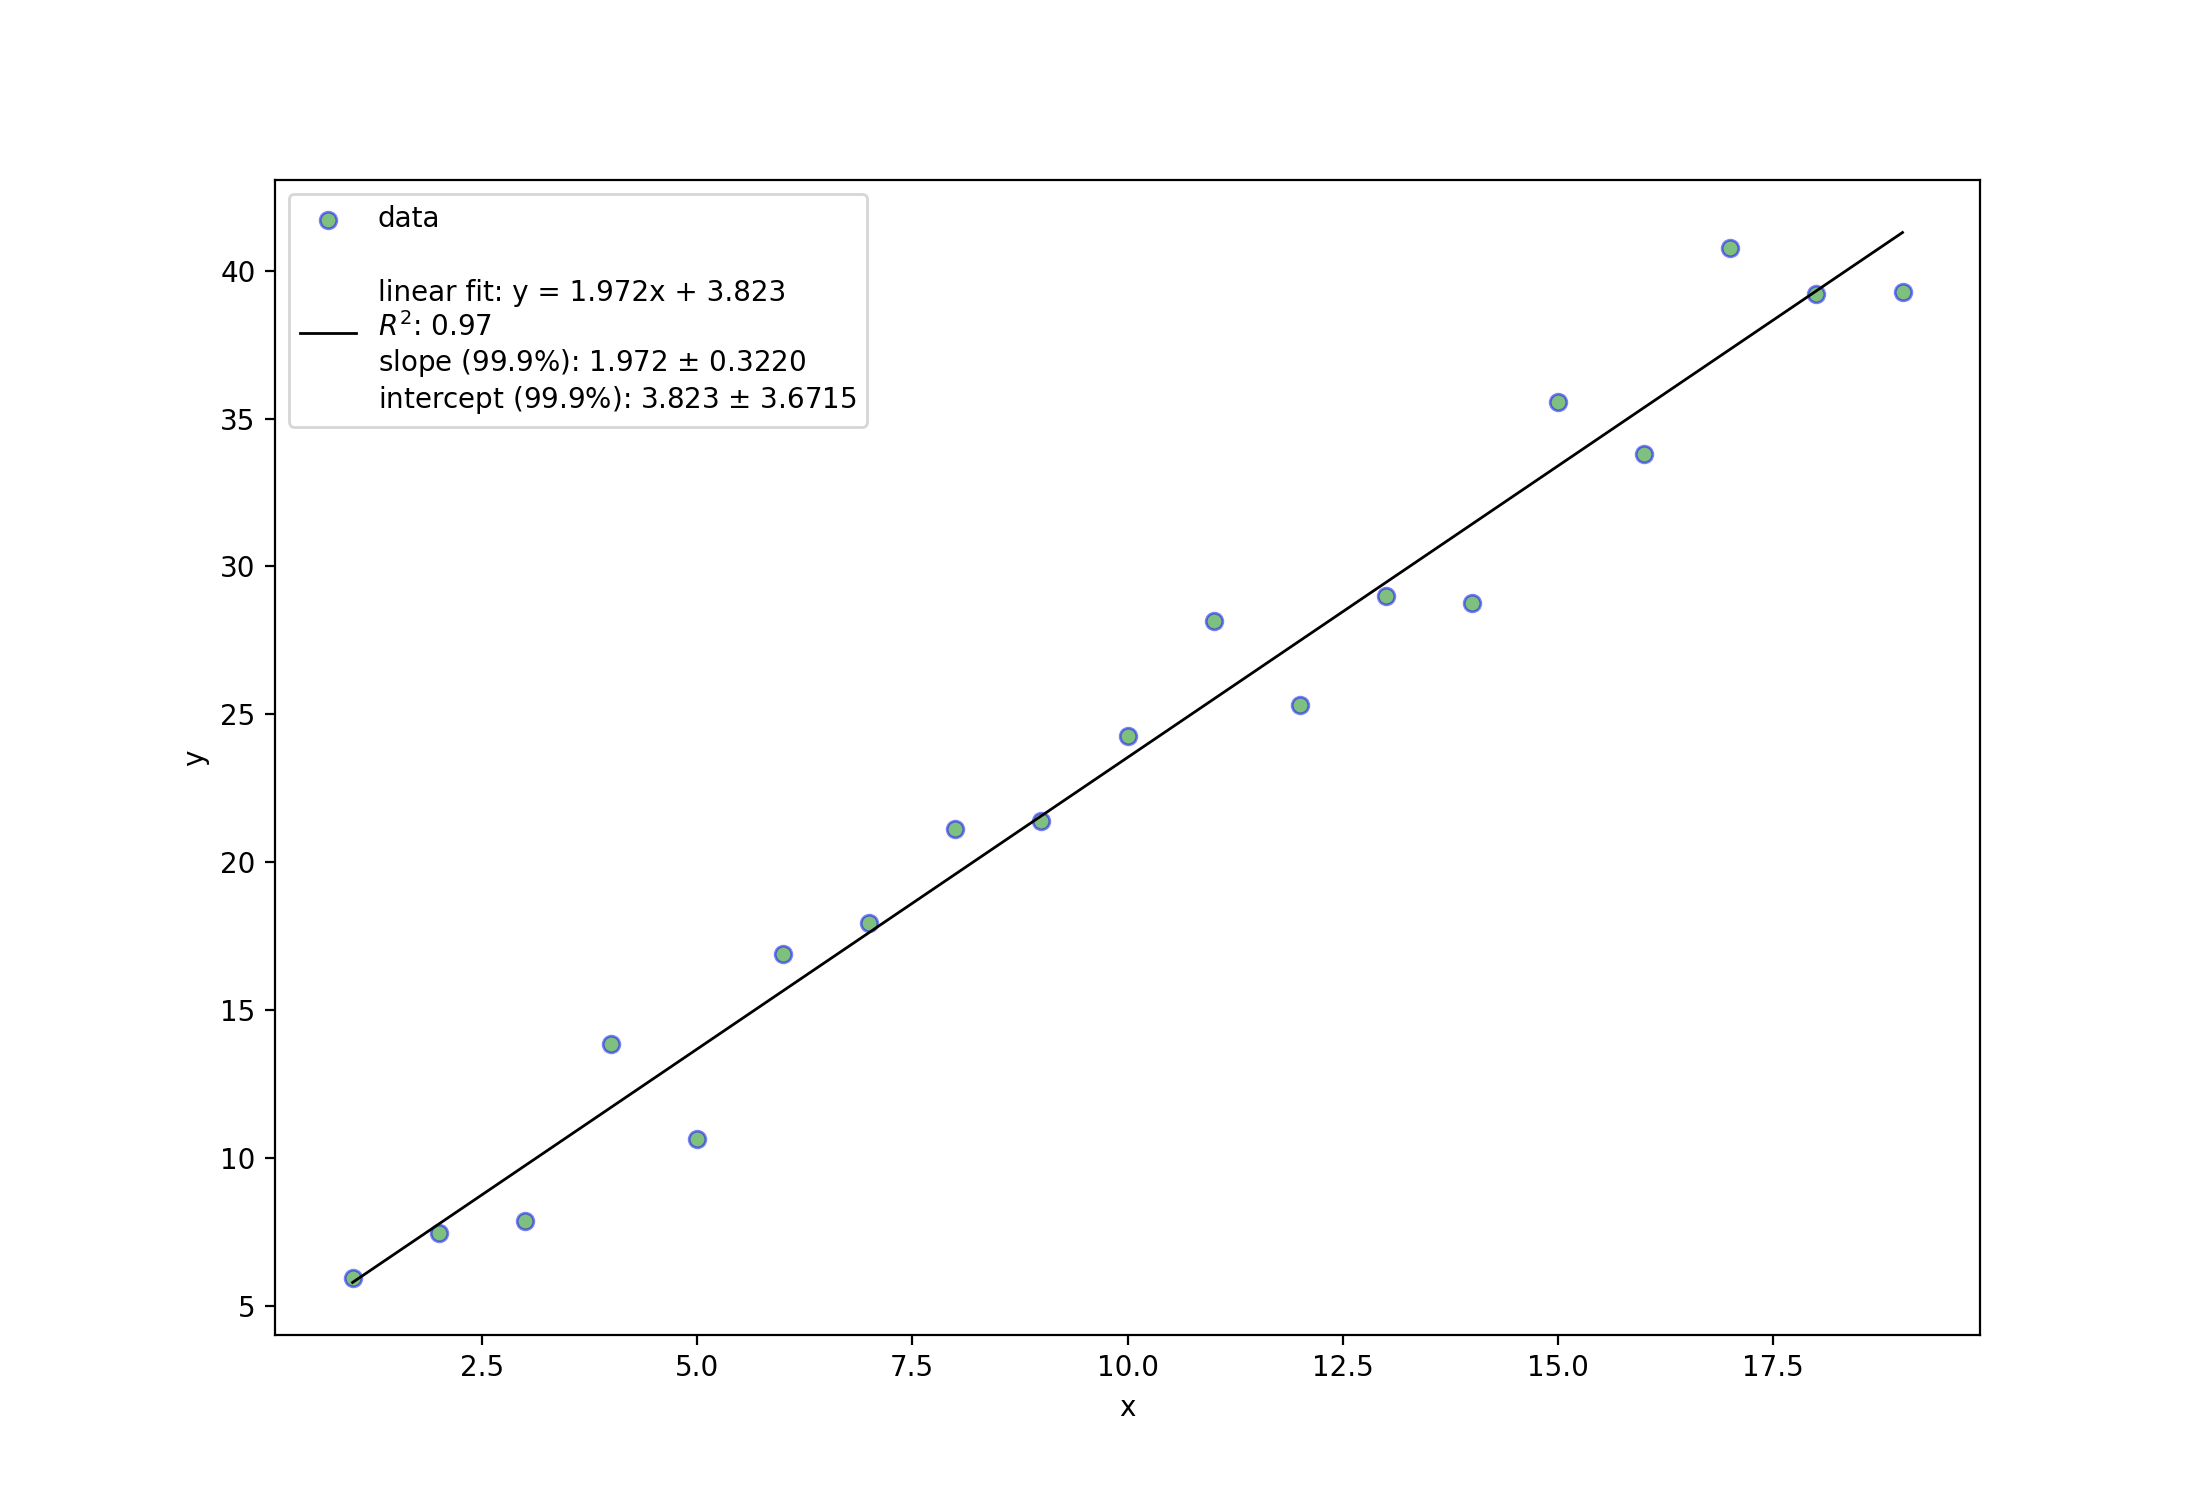 data
linear fit: y = 1.972x + 3.823
R²: 0.97
slope (99.9%): 1.972 ± 0.3220
intercept (99.9%): 3.823 ± 3.6715
40
35
30
25
20
15
10
5
y
2.5 5.0 7.5 10.0 12.5 15.0 17.5
x